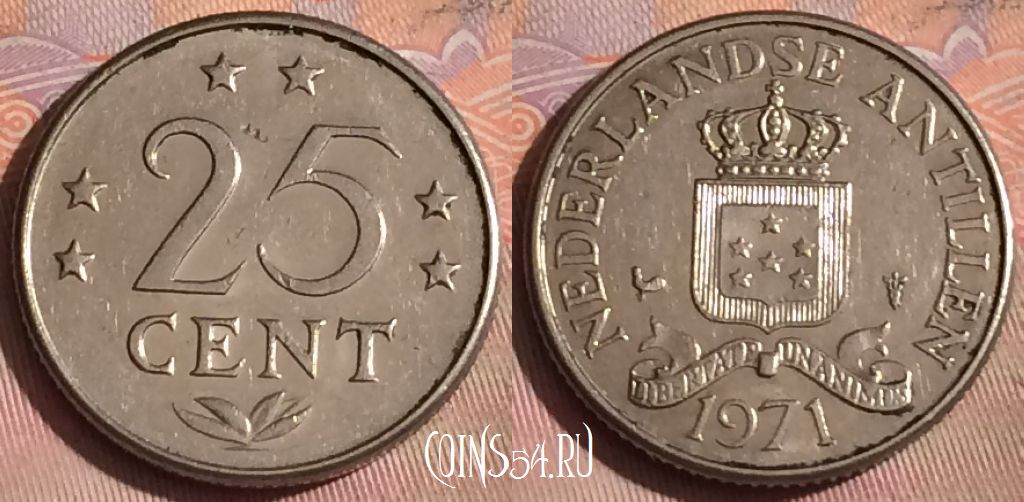 25
CENT
NEDERLANDSE ANTILLEN
LIBERTATE UNANIMUS
1971
COINS54.RU